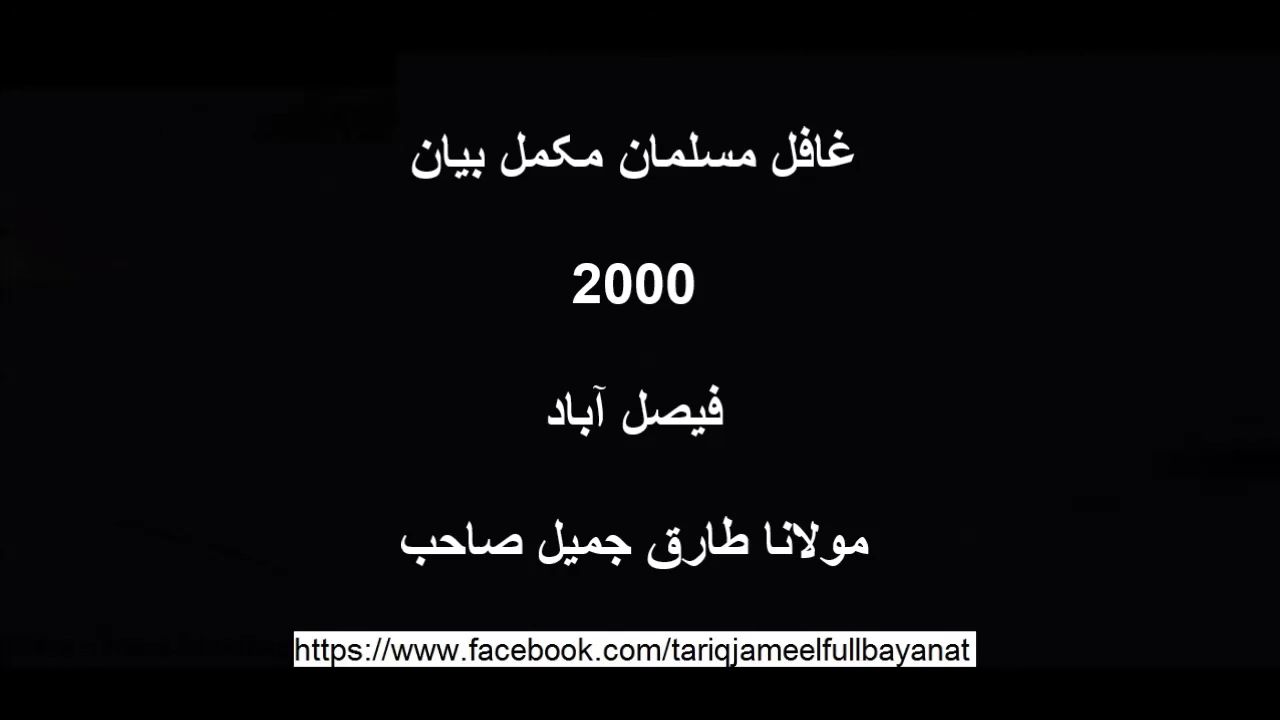 غافل مسلمان مکمل بیان
2000
فیصل آباد
مولانا طارق جمیل صاحب
https://www.facebook.com/tariqjameelfullbayanat